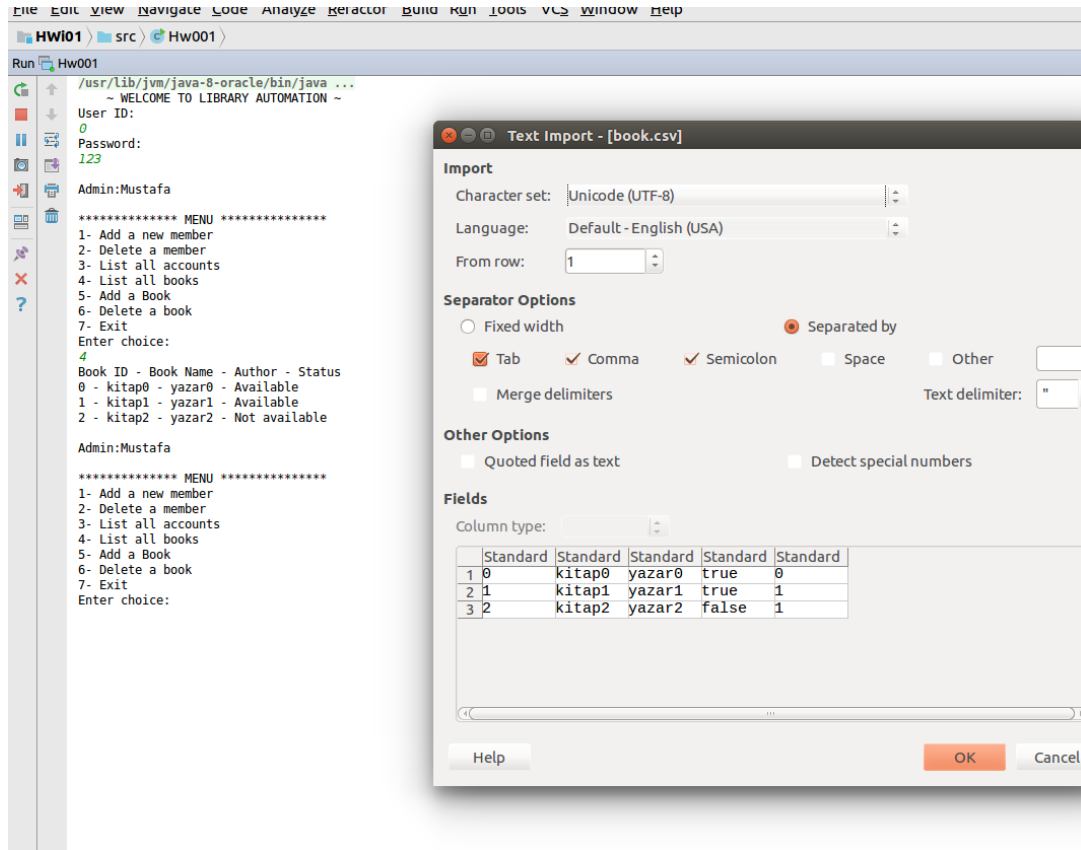 File Edit View Navigate Code Analyze Refactor Build Run Tools VCS Window Help
HWi01 src Hw001
Run Hw001
/usr/lib/jvm/java-8-oracle/bin/java ...
~ WELCOME TO LIBRARY AUTOMATION ~
User ID:
0
Password:
123
Admin:Mustafa
************** MENU ***************
1- Add a new member
2- Delete a member
3- List all accounts
4- List all books
5- Add a Book
6- Delete a book
7- Exit
Enter choice:
4
Book ID - Book Name - Author - Status
0 - kitap0 - yazar0 - Available
1 - kitap1 - yazar1 - Available
2 - kitap2 - yazar2 - Not available
Admin:Mustafa
************** MENU ***************
1- Add a new member
2- Delete a member
3- List all accounts
4- List all books
5- Add a Book
6- Delete a book
7- Exit
Enter choice:
Text Import - [book.csv]
Import
Character set: Unicode (UTF-8)
Language: Default - English (USA)
From row: 1
Separator Options
Fixed width Separated by
Tab Comma Semicolon Space Other
Merge delimiters Text delimiter: "
Other Options
Quoted field as text Detect special numbers
Fields
Column type:
Standard Standard Standard Standard Standard
1 0 kitap0 yazar0 true 0
2 1 kitap1 yazar1 true 1
3 2 kitap2 yazar2 false 1
Help OK Cancel